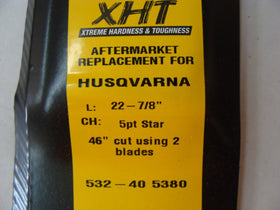 XHT
XTREME HARDNESS & TOUGHNESS
AFTERMARKET
REPLACEMENT FOR
HUSQVARNA
L: 22-7/8"
CH: 5pt Star
46" cut using 2
blades
532-40 5380